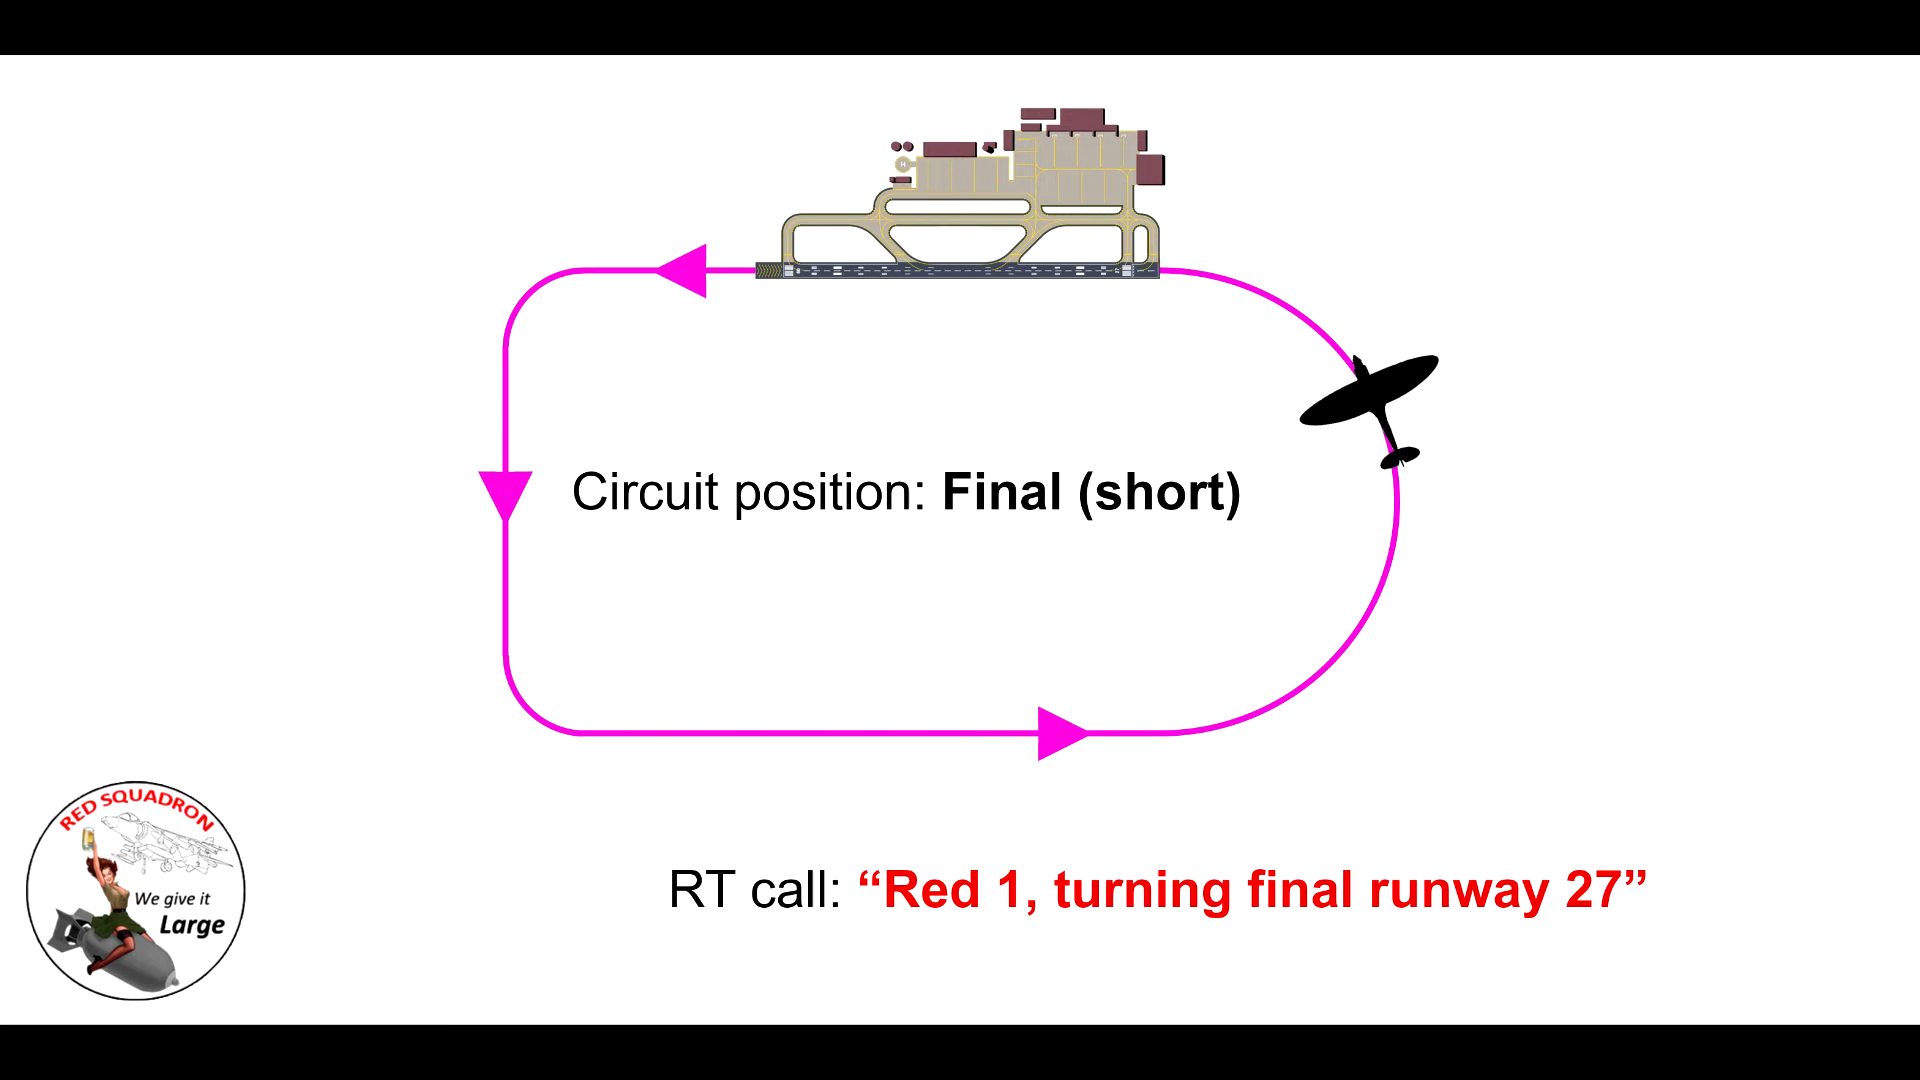 H
Circuit position: Final (short)
RED SQUADRON
We give it
Large
RT call: “Red 1, turning final runway 27”